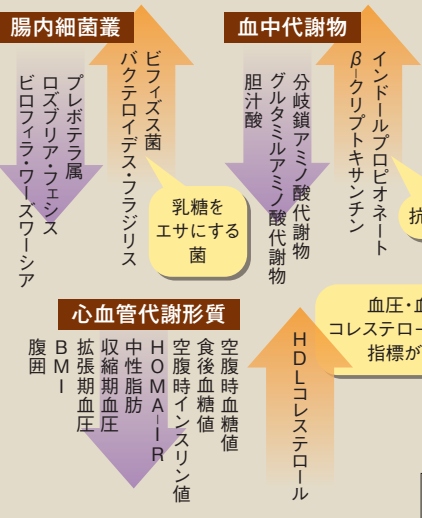 腸内細菌叢
ビフィズス菌
バクテロイデス・フラジリス
プレボテラ属
ロズブリア・フェシス
ビロフィラ・ワーズワーシア
乳糖を
エサにする
菌
血中代謝物
インドールプロピオネート
β-クリプトキサンチン
分岐鎖アミノ酸代謝物
グルタミルアミノ酸代謝物
胆汁酸
抗
心血管代謝形質
空腹時血糖値
食後血糖値
空腹時インスリン値
HOMA-IR
中性脂肪
収縮期血圧
拡張期血圧
BMI
腹囲
HDLコレステロール
血圧・血
コレステロー
指標が